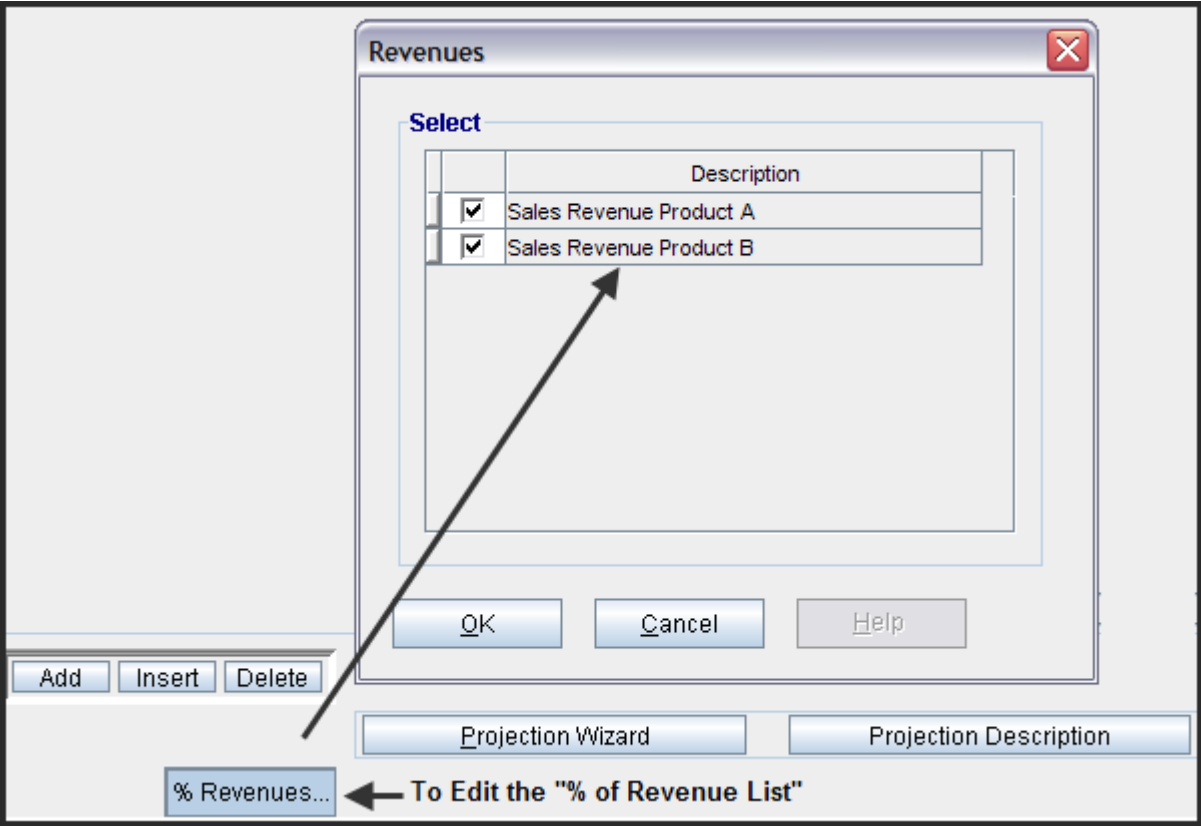 Revenues
Select
Description
Sales Revenue Product A
Sales Revenue Product B
OK
Cancel
Help
Add
Insert
Delete
Projection Wizard
Projection Description
% Revenues...
To Edit the "% of Revenue List"